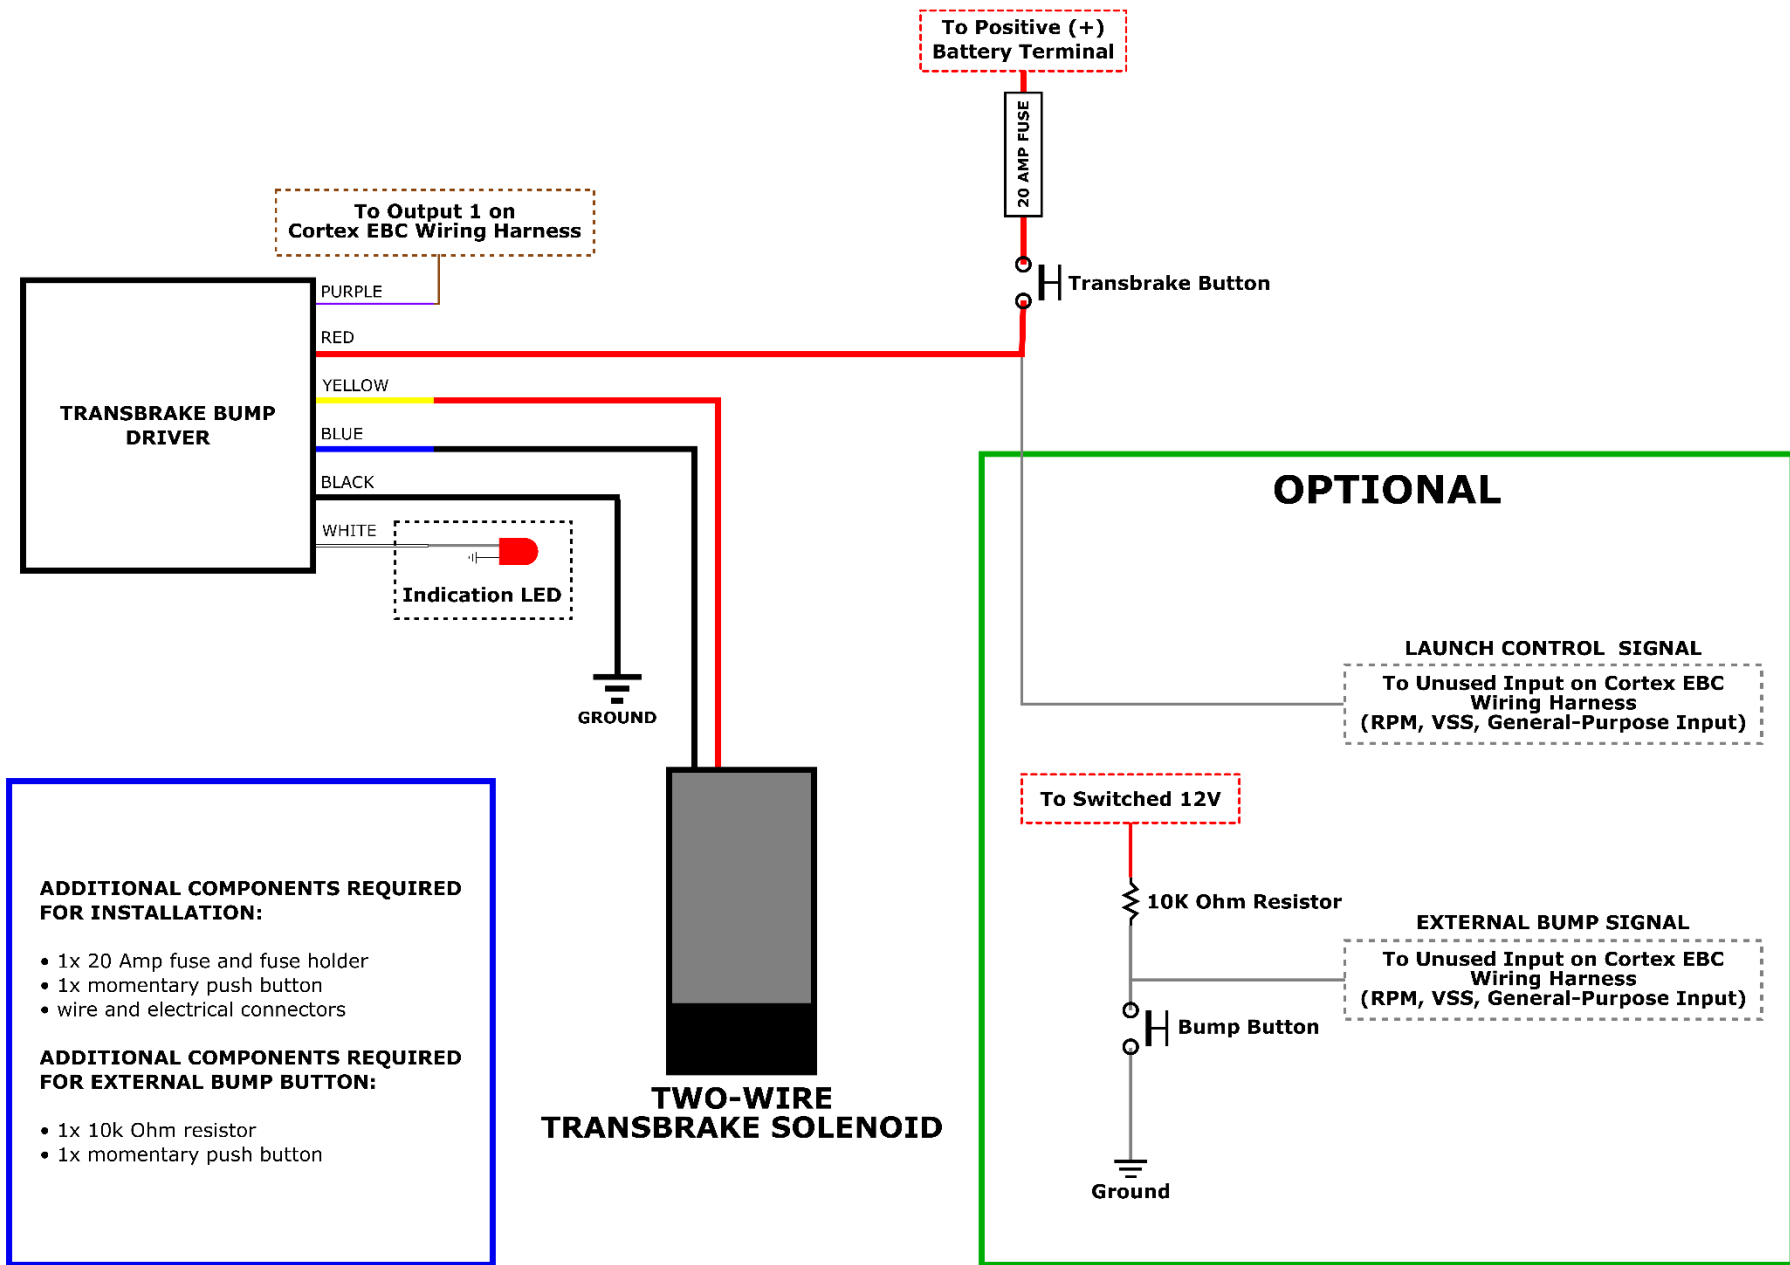 To Positive (+)
Battery Terminal
20 AMP FUSE
Transbrake Button
To Output 1 on
Cortex EBC Wiring Harness
TRANSBRAKE BUMP
DRIVER
PURPLE
RED
YELLOW
BLUE
BLACK
WHITE
Indication LED
GROUND
TWO-WIRE
TRANSBRAKE SOLENOID
OPTIONAL
LAUNCH CONTROL SIGNAL
To Unused Input on Cortex EBC
Wiring Harness
(RPM, VSS, General-Purpose Input)
To Switched 12V
10K Ohm Resistor
EXTERNAL BUMP SIGNAL
To Unused Input on Cortex EBC
Wiring Harness
(RPM, VSS, General-Purpose Input)
Bump Button
Ground
ADDITIONAL COMPONENTS REQUIRED
FOR INSTALLATION:
• 1x 20 Amp fuse and fuse holder
• 1x momentary push button
• wire and electrical connectors
ADDITIONAL COMPONENTS REQUIRED
FOR EXTERNAL BUMP BUTTON:
• 1x 10k Ohm resistor
• 1x momentary push button